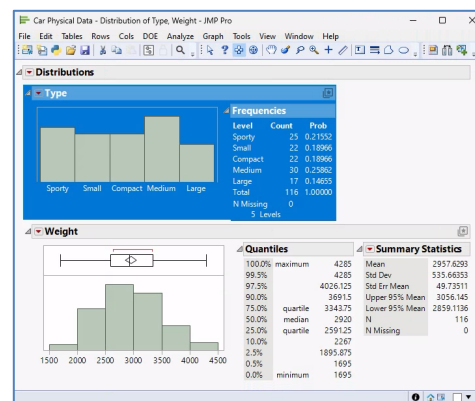 Car Physical Data - Distribution of Type, Weight - JMP Pro
File Edit Tables Rows Cols DOE Analyze Graph Tools View Window Help
Distributions
Type
Sporty Small Compact Medium Large
Frequencies
Level Count Prob
Sporty 25 0.21552
Small 22 0.18966
Compact 22 0.18966
Medium 30 0.25862
Large 17 0.14655
Total 116 1.00000
N Missing 0
5 Levels
Weight
1500 2000 2500 3000 3500 4000 4500
Quantiles
100.0% maximum 4285
99.5% 4285
97.5% 4026.125
90.0% 3691.5
75.0% quartile 3343.75
50.0% median 2920
25.0% quartile 2591.25
10.0% 2267
2.5% 1895.875
0.5% 1695
0.0% minimum 1695
Summary Statistics
Mean 2957.6293
Std Dev 535.66353
Std Err Mean 49.73511
Upper 95% Mean 3056.145
Lower 95% Mean 2859.1136
N 116
N Missing 0